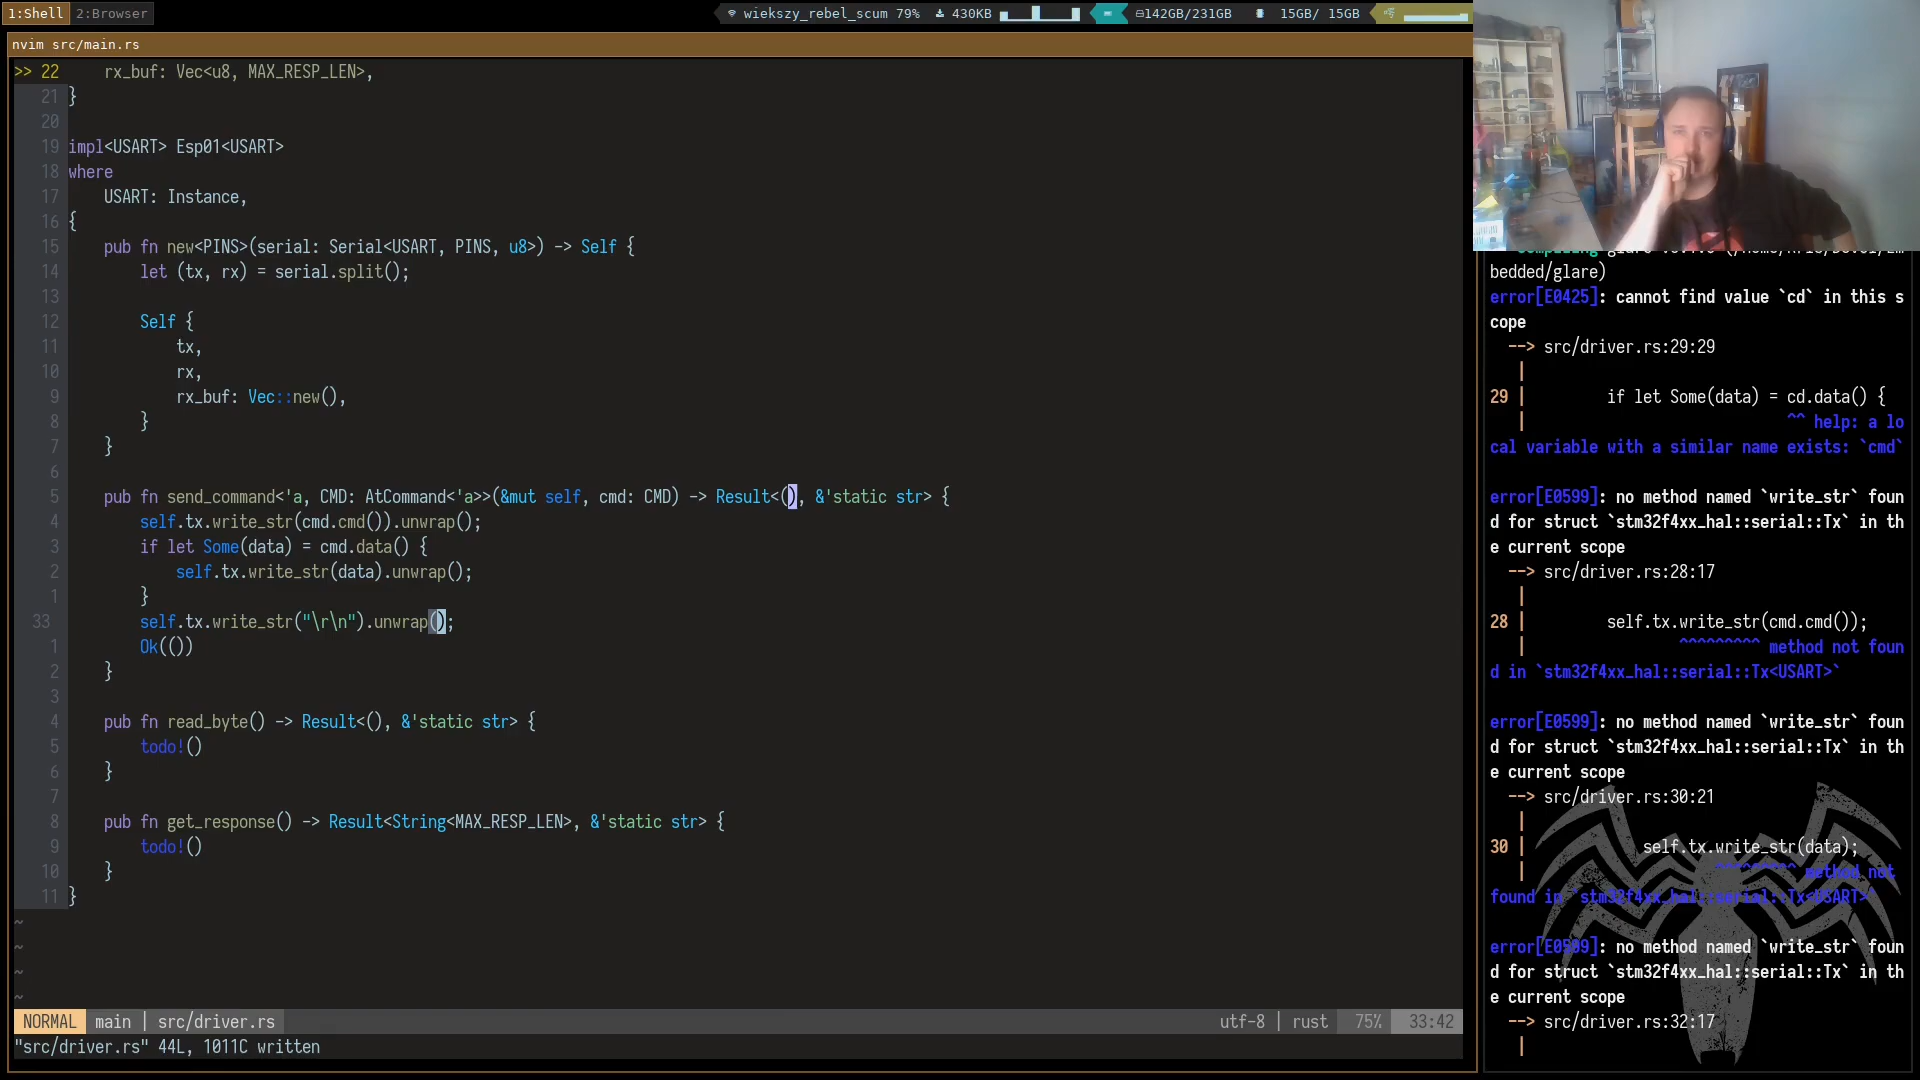 1:Shell 2:Browser
wiekszy_rebel_scum 79% 430KB 142GB/231GB 15GB/ 15GB
nvim src/main.rs
>> 22     rx_buf: Vec<u8, MAX_RESP_LEN>,
21 }
20
19 impl<USART> Esp01<USART>
18 where
17     USART: Instance,
16 {
15     pub fn new<PINS>(serial: Serial<USART, PINS, u8>) -> Self {
14         let (tx, rx) = serial.split();
13
12         Self {
11             tx,
10             rx,
9             rx_buf: Vec::new(),
8         }
7     }
6
5     pub fn send_command<'a, CMD: AtCommand<'a>>(&mut self, cmd: CMD) -> Result<(), &'static str> {
4         self.tx.write_str(cmd.cmd()).unwrap();
3         if let Some(data) = cmd.data() {
2             self.tx.write_str(data).unwrap();
1         }
33         self.tx.write_str("\r\n").unwrap();
1         Ok(())
2     }
3
4     pub fn read_byte() -> Result<(), &'static str> {
5         todo!()
6     }
7
8     pub fn get_response() -> Result<String<MAX_RESP_LEN>, &'static str> {
9         todo!()
10     }
11 }
~
~
~
~
NORMAL main | src/driver.rs utf-8 | rust 75% 33:42
"src/driver.rs" 44L, 1011C written
bedded/glare)
error[E0425]: cannot find value `cd` in this s
cope
--> src/driver.rs:29:29
|
29 |         if let Some(data) = cd.data() {
|                             ^^ help: a lo
cal variable with a similar name exists: `cmd`
error[E0599]: no method named `write_str` foun
d for struct `stm32f4xx_hal::serial::Tx` in th
e current scope
--> src/driver.rs:28:17
|
28 |         self.tx.write_str(cmd.cmd());
|                 ^^^^^^^^^ method not foun
d in `stm32f4xx_hal::serial::Tx<USART>`
error[E0599]: no method named `write_str` foun
d for struct `stm32f4xx_hal::serial::Tx` in th
e current scope
--> src/driver.rs:30:21
|
30 |             self.tx.write_str(data);
|                     ^^^^^^^^^ method not
found in `stm32f4xx_hal::serial::Tx<USART>`
error[E0599]: no method named `write_str` foun
d for struct `stm32f4xx_hal::serial::Tx` in th
e current scope
--> src/driver.rs:32:17
|